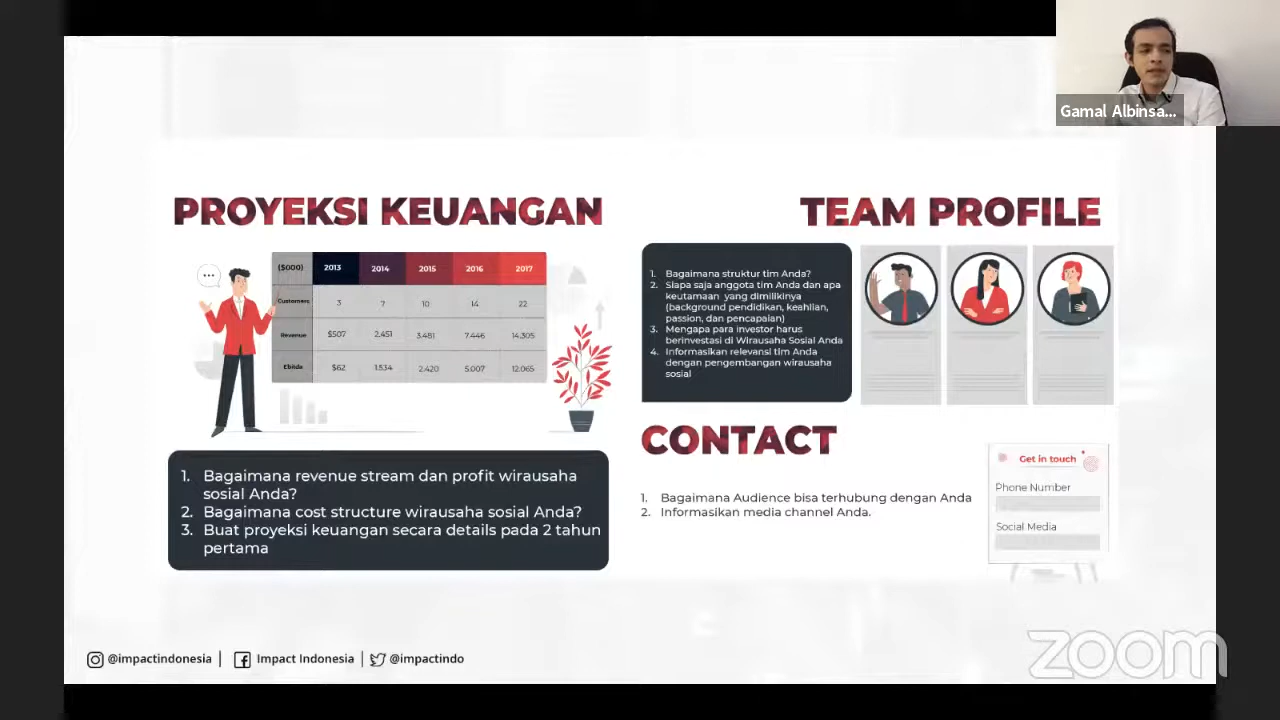 Gamal Albinsa...
PROYEKSI KEUANGAN
($000) 2013 2014 2015 2016 2017
Customers 3 7 10 14 22
Revenue $507 2.451 3.481 7.446 14.305
Ebitda $62 1.534 2.420 5.007 12.065
1. Bagaimana revenue stream dan profit wirausaha
sosial Anda?
2. Bagaimana cost structure wirausaha sosial Anda?
3. Buat proyeksi keuangan secara details pada 2 tahun
pertama
TEAM PROFILE
1. Bagaimana struktur tim Anda?
2. Siapa saja anggota tim Anda dan apa
keutamaan yang dimilikinya
(background pendidikan, keahlian,
passion, dan pencapaian)
3. Mengapa para investor harus
berinvestasi di Wirausaha Sosial Anda
4. Informasikan relevansi tim Anda
dengan pengembangan wirausaha
sosial
CONTACT
1. Bagaimana Audience bisa terhubung dengan Anda
2. Informasikan media channel Anda.
Get in touch
Phone Number
Social Media
@impactindonesia | Impact Indonesia | @impactindo
zoom